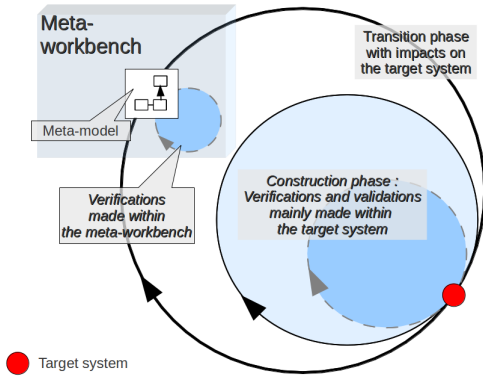 Meta-
workbench
Transition phase
with impacts on
the target system
Meta-model
Verifications
made within
the meta-workbench
Construction phase :
Verifications and validations
mainly made within
the target system
Target system